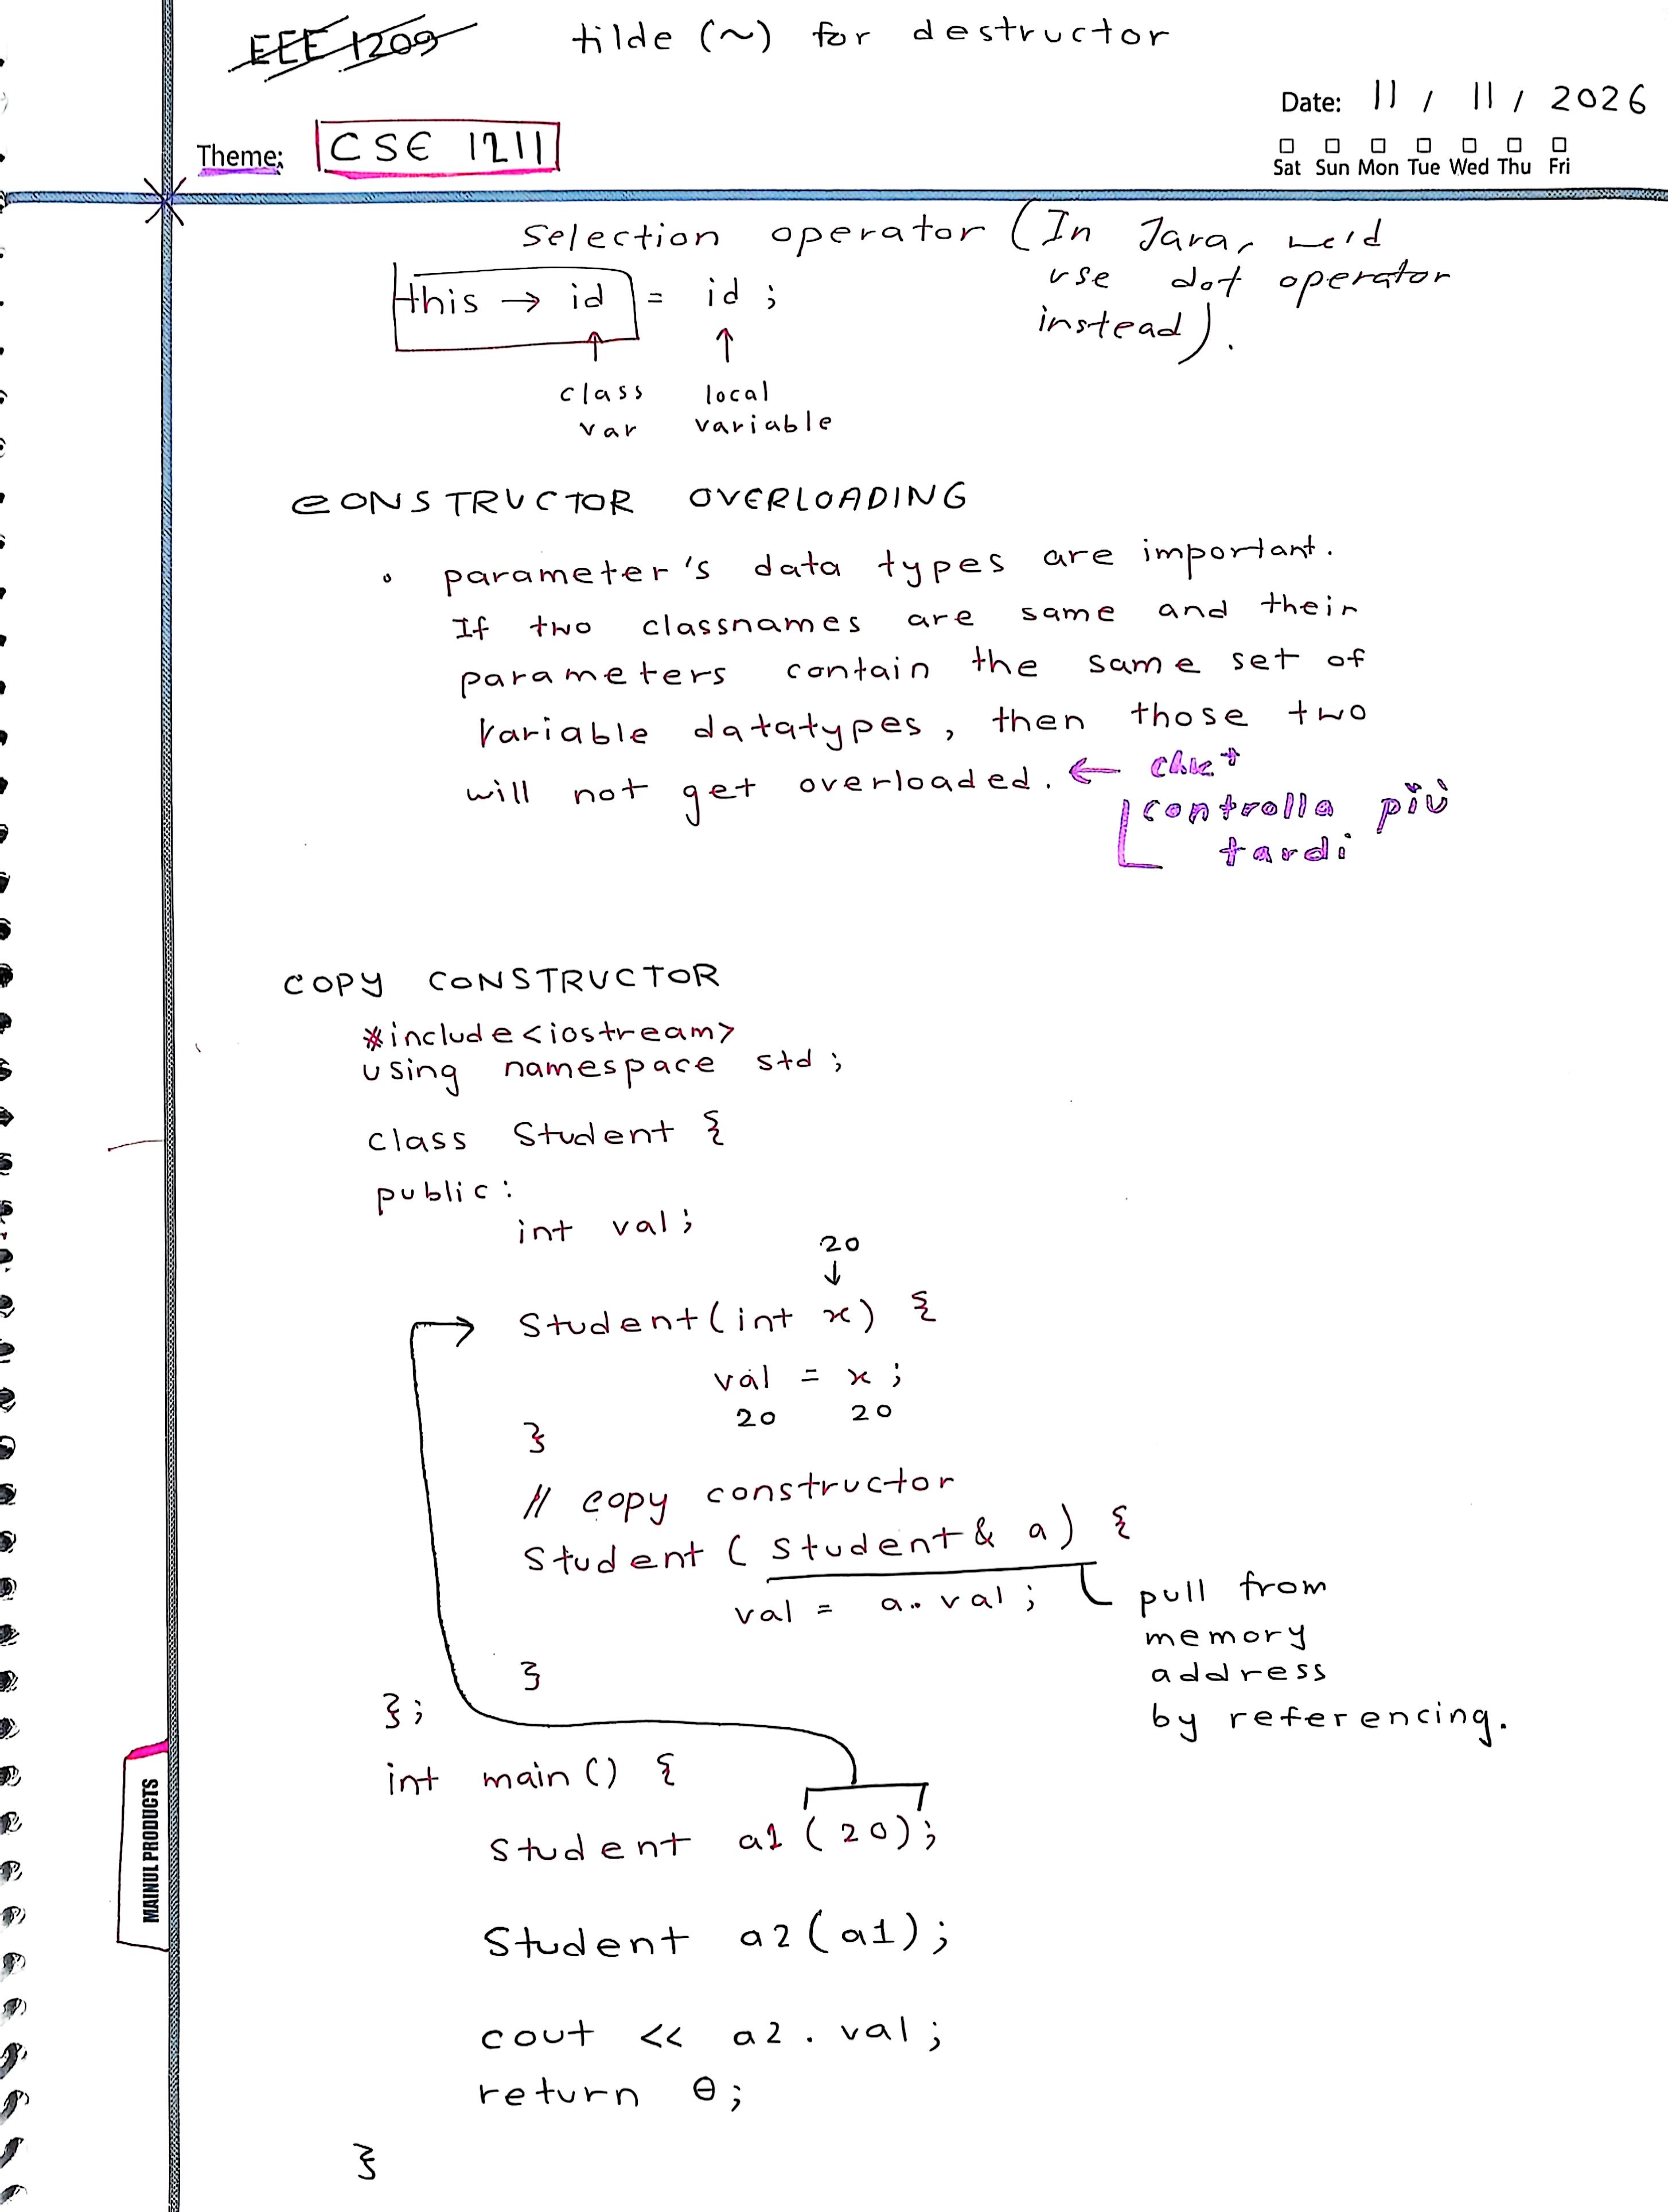 EEE 1209
tilde (~) for destructor
Date: 11 / 11 / 2026
Theme: CSE 1211
Sat Sun Mon Tue Wed Thu Fri
Selection operator (In Java, we'd
use dot operator
instead).
this → id = id ;
↑ ↑
class local
var variable
CONSTRUCTOR OVERLOADING
• parameter's data types are important.
If two classnames are same and their
parameters contain the same set of
variable datatypes, then those two
will not get overloaded. ←
controlla più
tardi
COPY CONSTRUCTOR
#include<iostream>
using namespace std ;
class Student {
public:
int val ;
20
↓
Student(int x) {
val = x ;
20 20
}
// copy constructor
Student ( Student & a) {
val = a. val ;
pull from
memory
address
by referencing.
}
};
int main () {
Student a1 (20);
Student a2 (a1);
cout << a2 . val ;
return 0;
}
MAINUL PRODUCTS